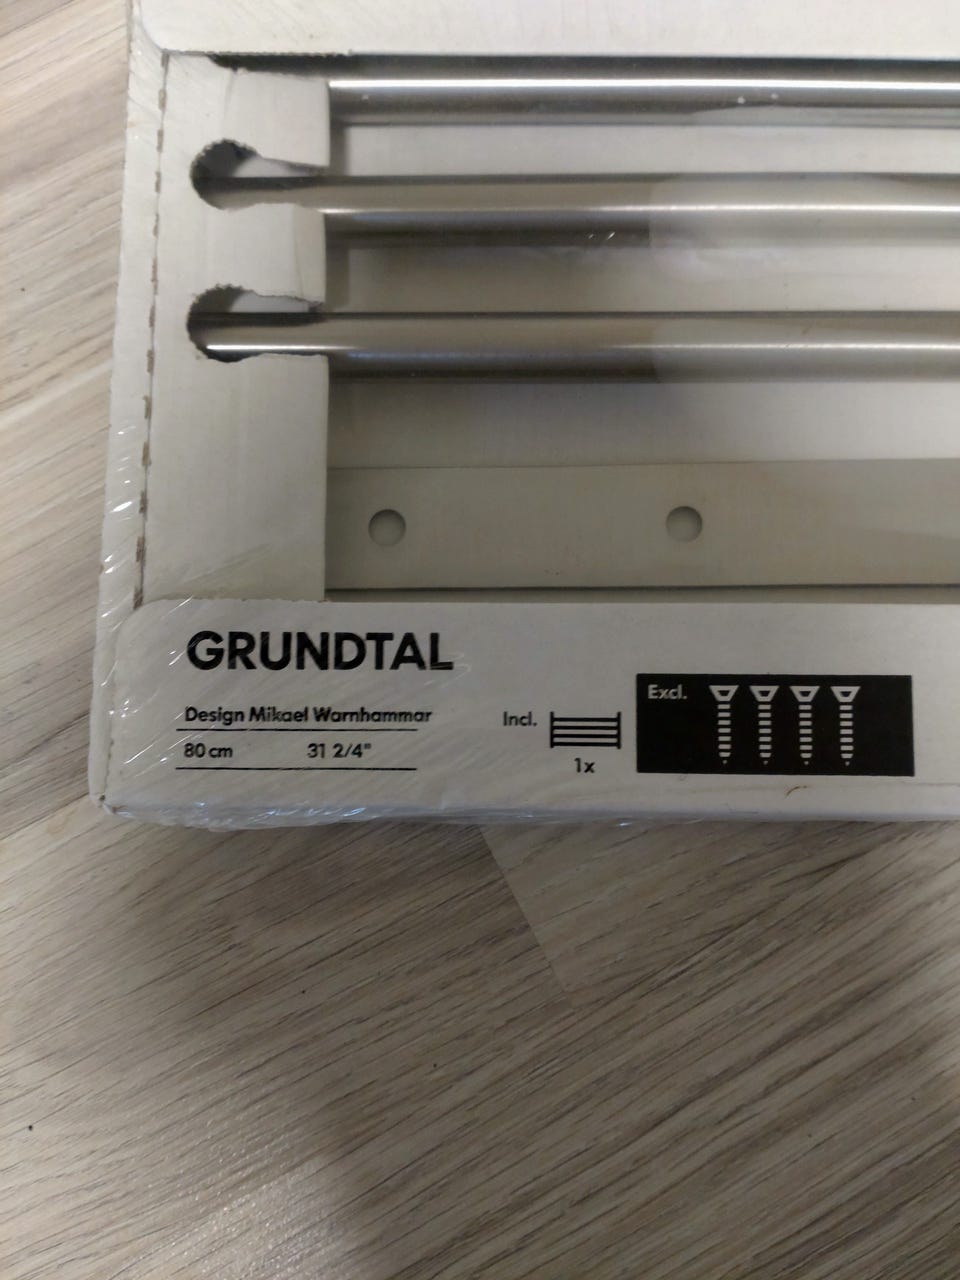 GRUNDTAL
Design Mikael Warnhammar
80 cm 31 2/4"
Incl.
1x
Excl.